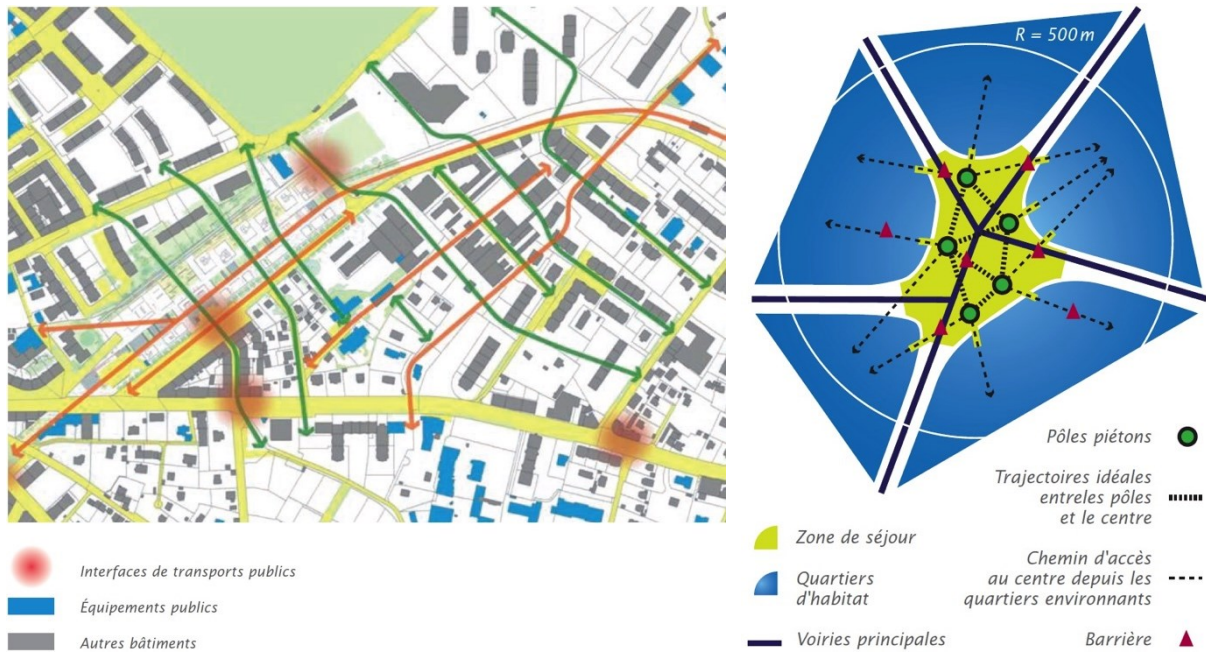 Interfaces de transports publics
Équipements publics
Autres bâtiments
R = 500 m
Pôles piétons
Trajectoires idéales
entreles pôles
et le centre
Zone de séjour
Quartiers
d'habitat
Chemin d'accès
au centre depuis les
quartiers environnants
Voiries principales
Barrière